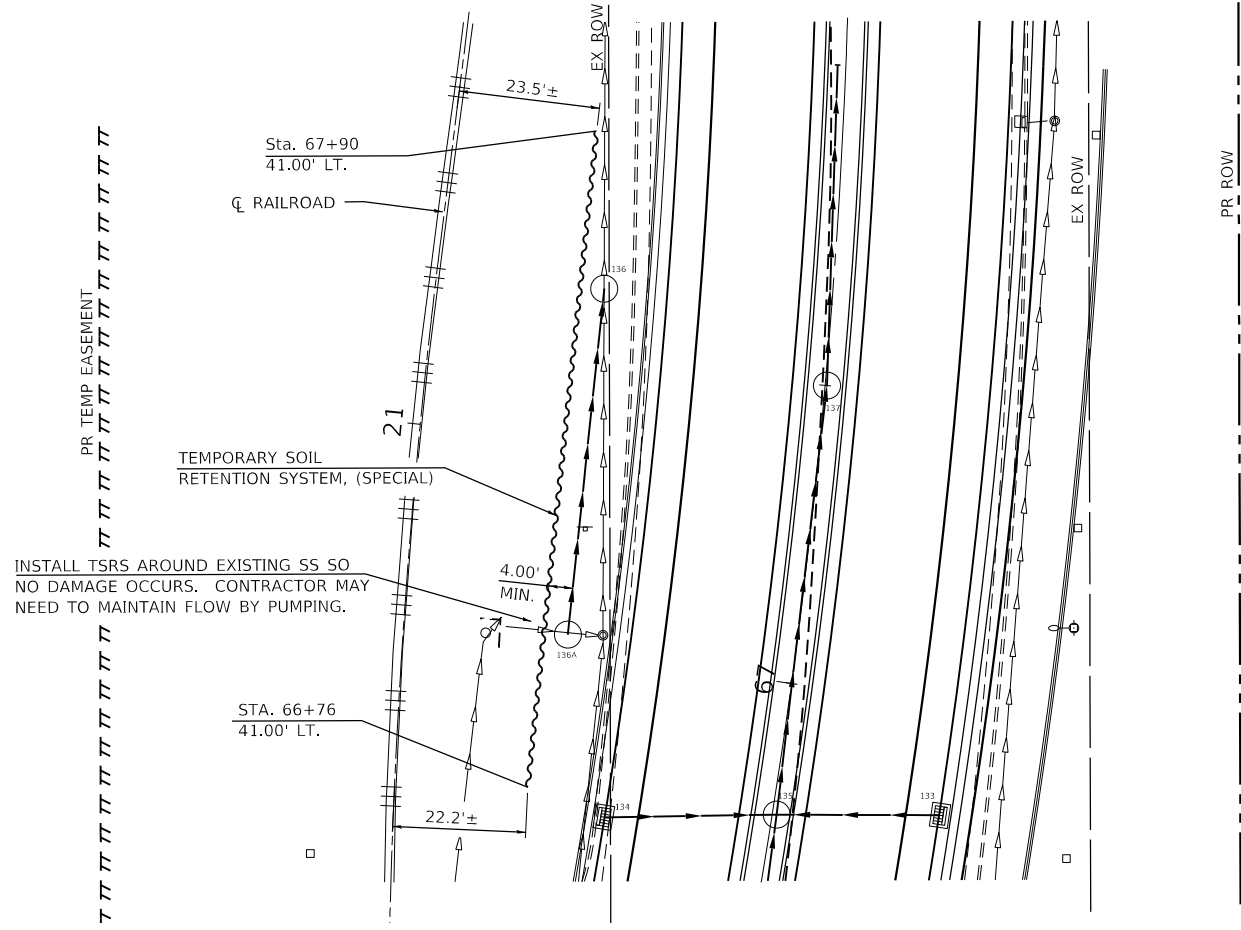 EX ROW
23.5'±
Sta. 67+90
41.00' LT.
℄ RAILROAD
EX ROW
PR ROW
136
PR TEMP EASEMENT
137
21
TEMPORARY SOIL
RETENTION SYSTEM, (SPECIAL)
INSTALL TSRS AROUND EXISTING SS SO
NO DAMAGE OCCURS. CONTRACTOR MAY
NEED TO MAINTAIN FLOW BY PUMPING.
4.00'
MIN.
136A
67
STA. 66+76
41.00' LT.
22.2'±
134
135
133